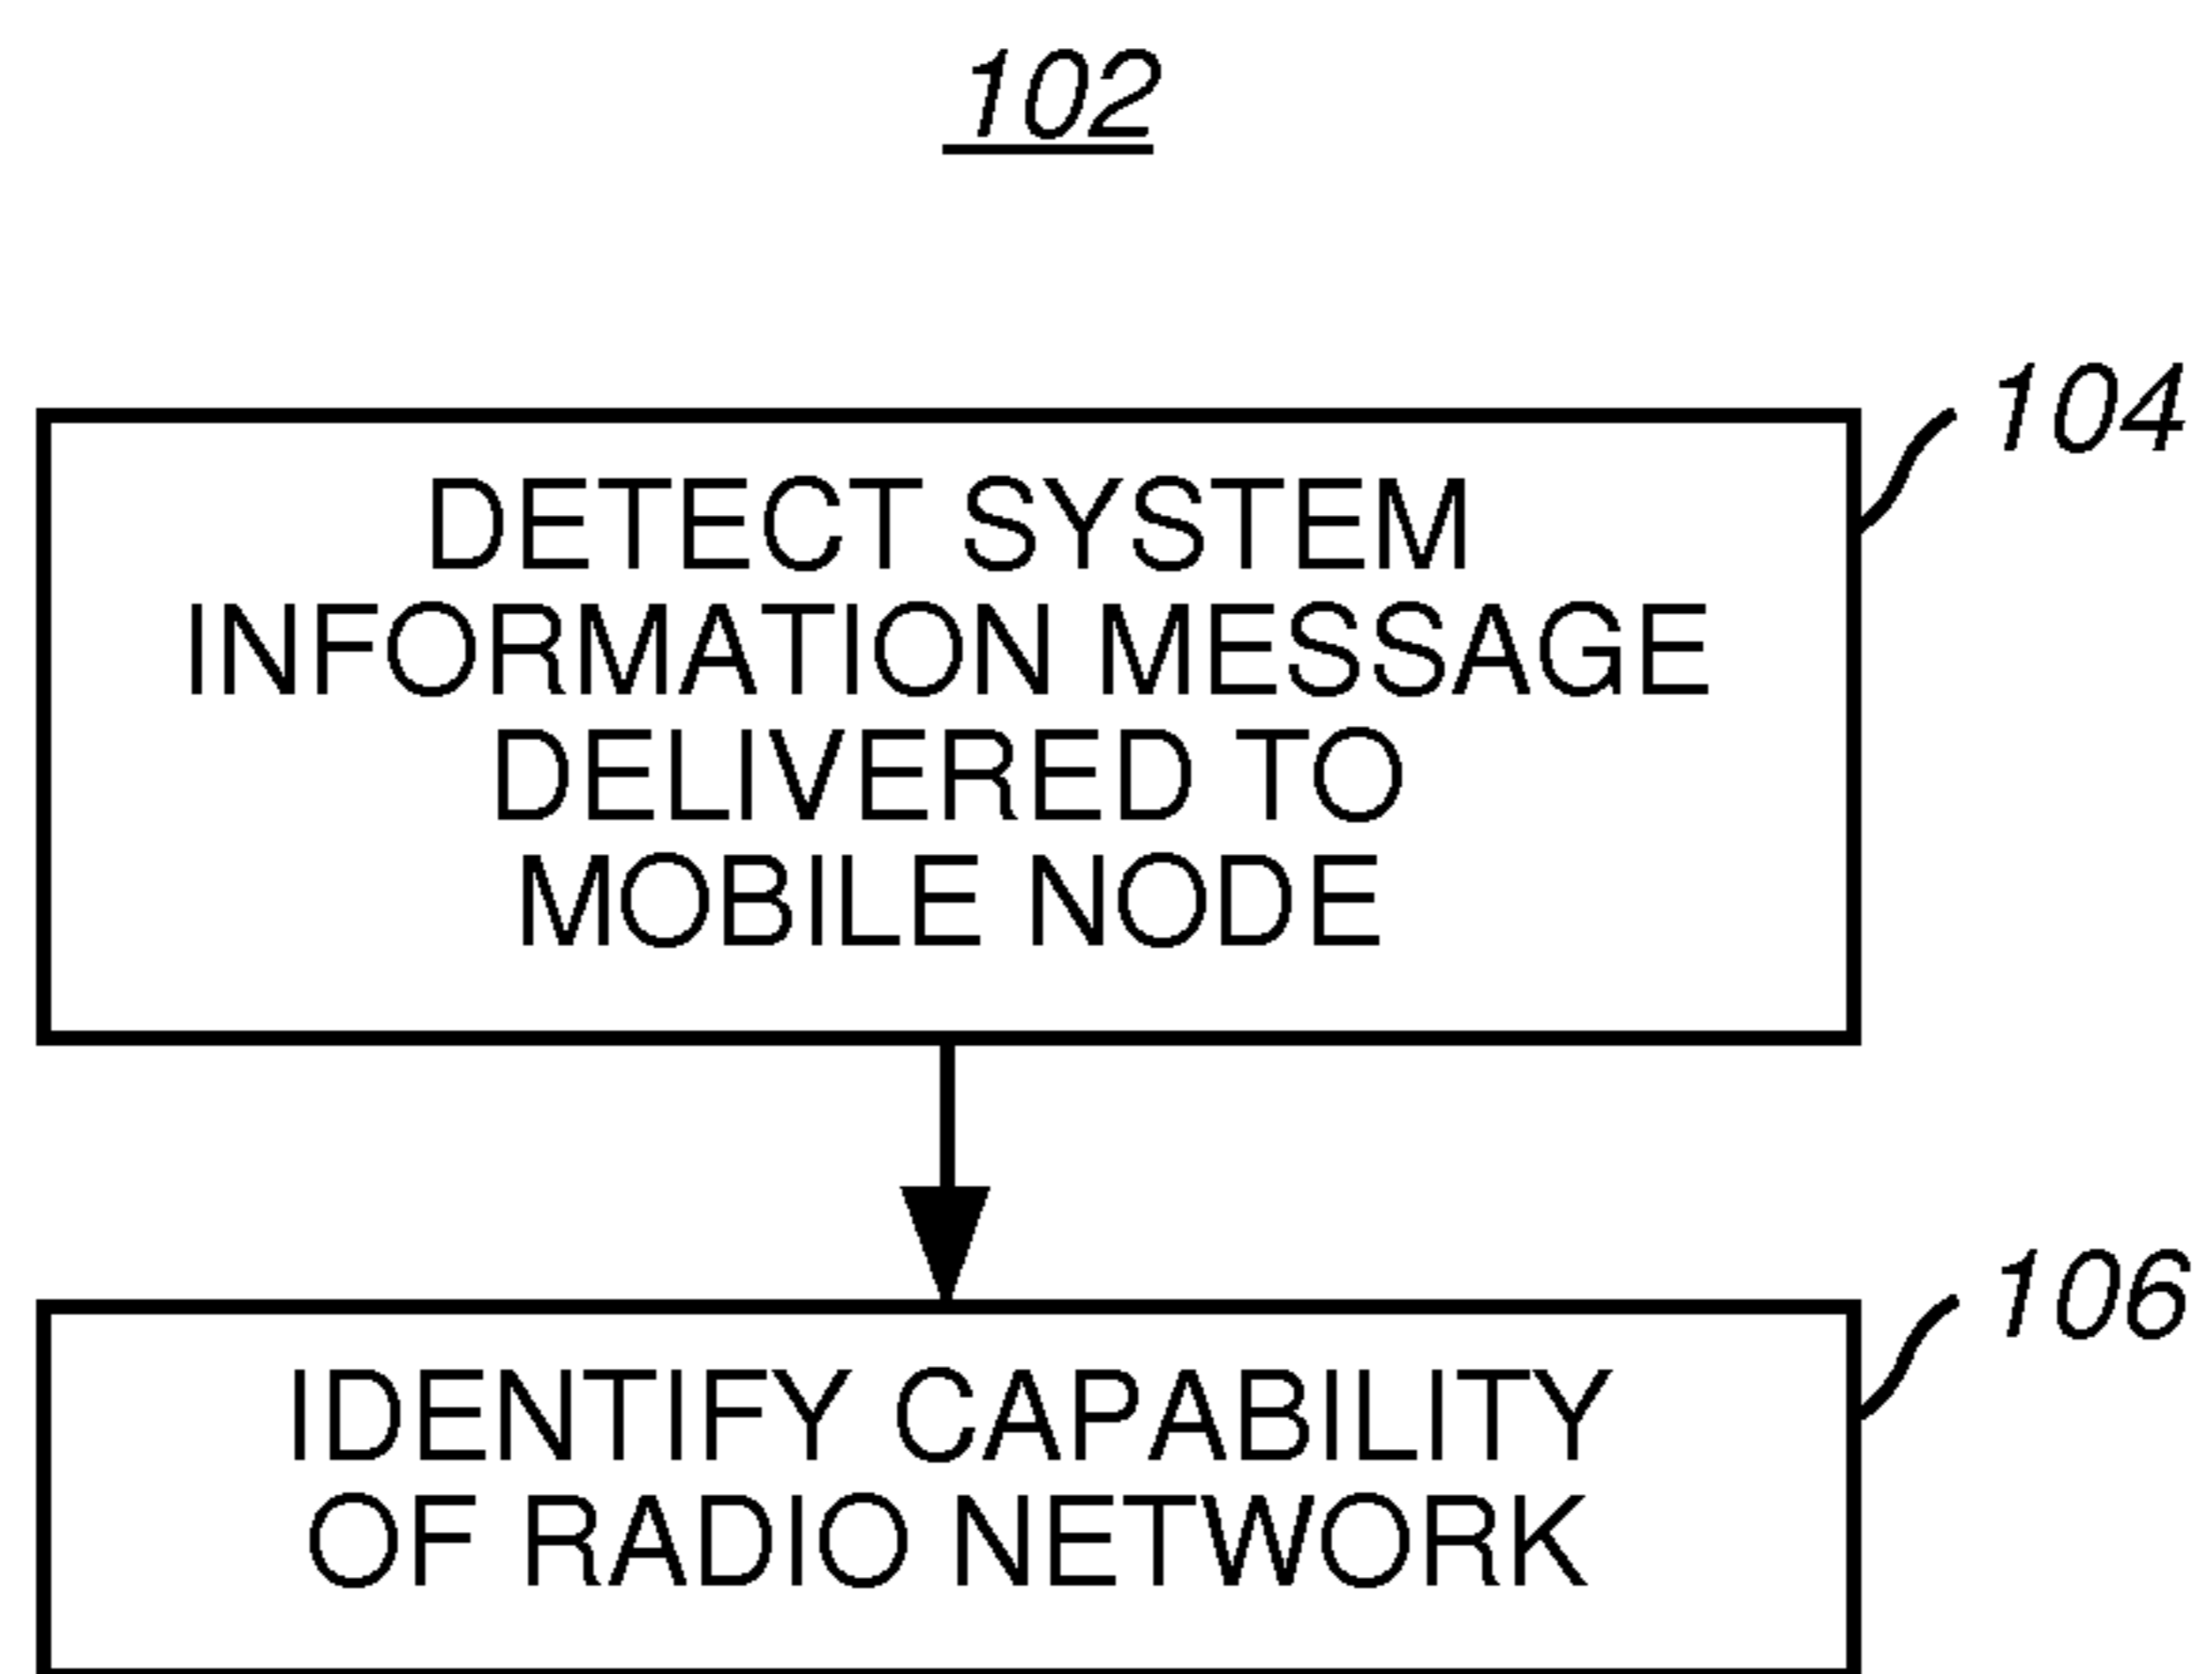 102
104
DETECT SYSTEM
INFORMATION MESSAGE
DELIVERED TO
MOBILE NODE
106
IDENTIFY CAPABILITY
OF RADIO NETWORK